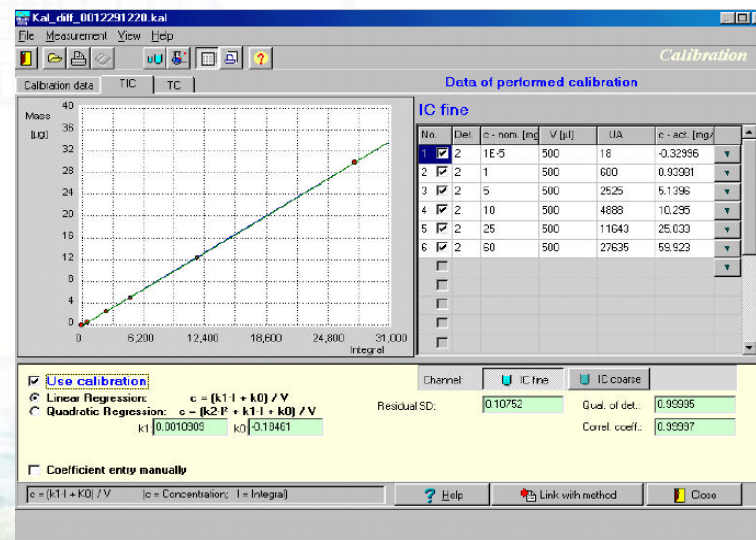 Kal_diff_0012291220.kal
File Measurement View Help
Calibration
Calibration data TIC TC
Data of performed calibration
IC fine
Mass
[µg]
40
36
32
28
24
20
16
12
8
4
0
0 6,200 12,400 18,600 24,800 31,000
Integral
No. Det. c - nom. [mg V [µl] UA c - act. [mg/
1 2 1E-5 500 18 -0.32996
2 2 1 500 600 0.93981
3 2 5 500 2525 5.1396
4 2 10 500 4888 10.295
5 2 25 500 11643 25.033
6 2 60 500 27635 59.923
Use calibration
Linear Regression: c = (k1·I + k0) / V
Quadratic Regression: c = (k2·I² + k1·I + k0) / V
k1: 0.0010909 k0: -0.18461
Coefficient entry manually
Channel: IC fine IC coarse
Residual SD: 0.10752 Qual. of det.: 0.99995
Correl. coeff.: 0.99997
c = (k1·I + K0) / V (c = Concentration; I = Integral)
Help Link with method Close